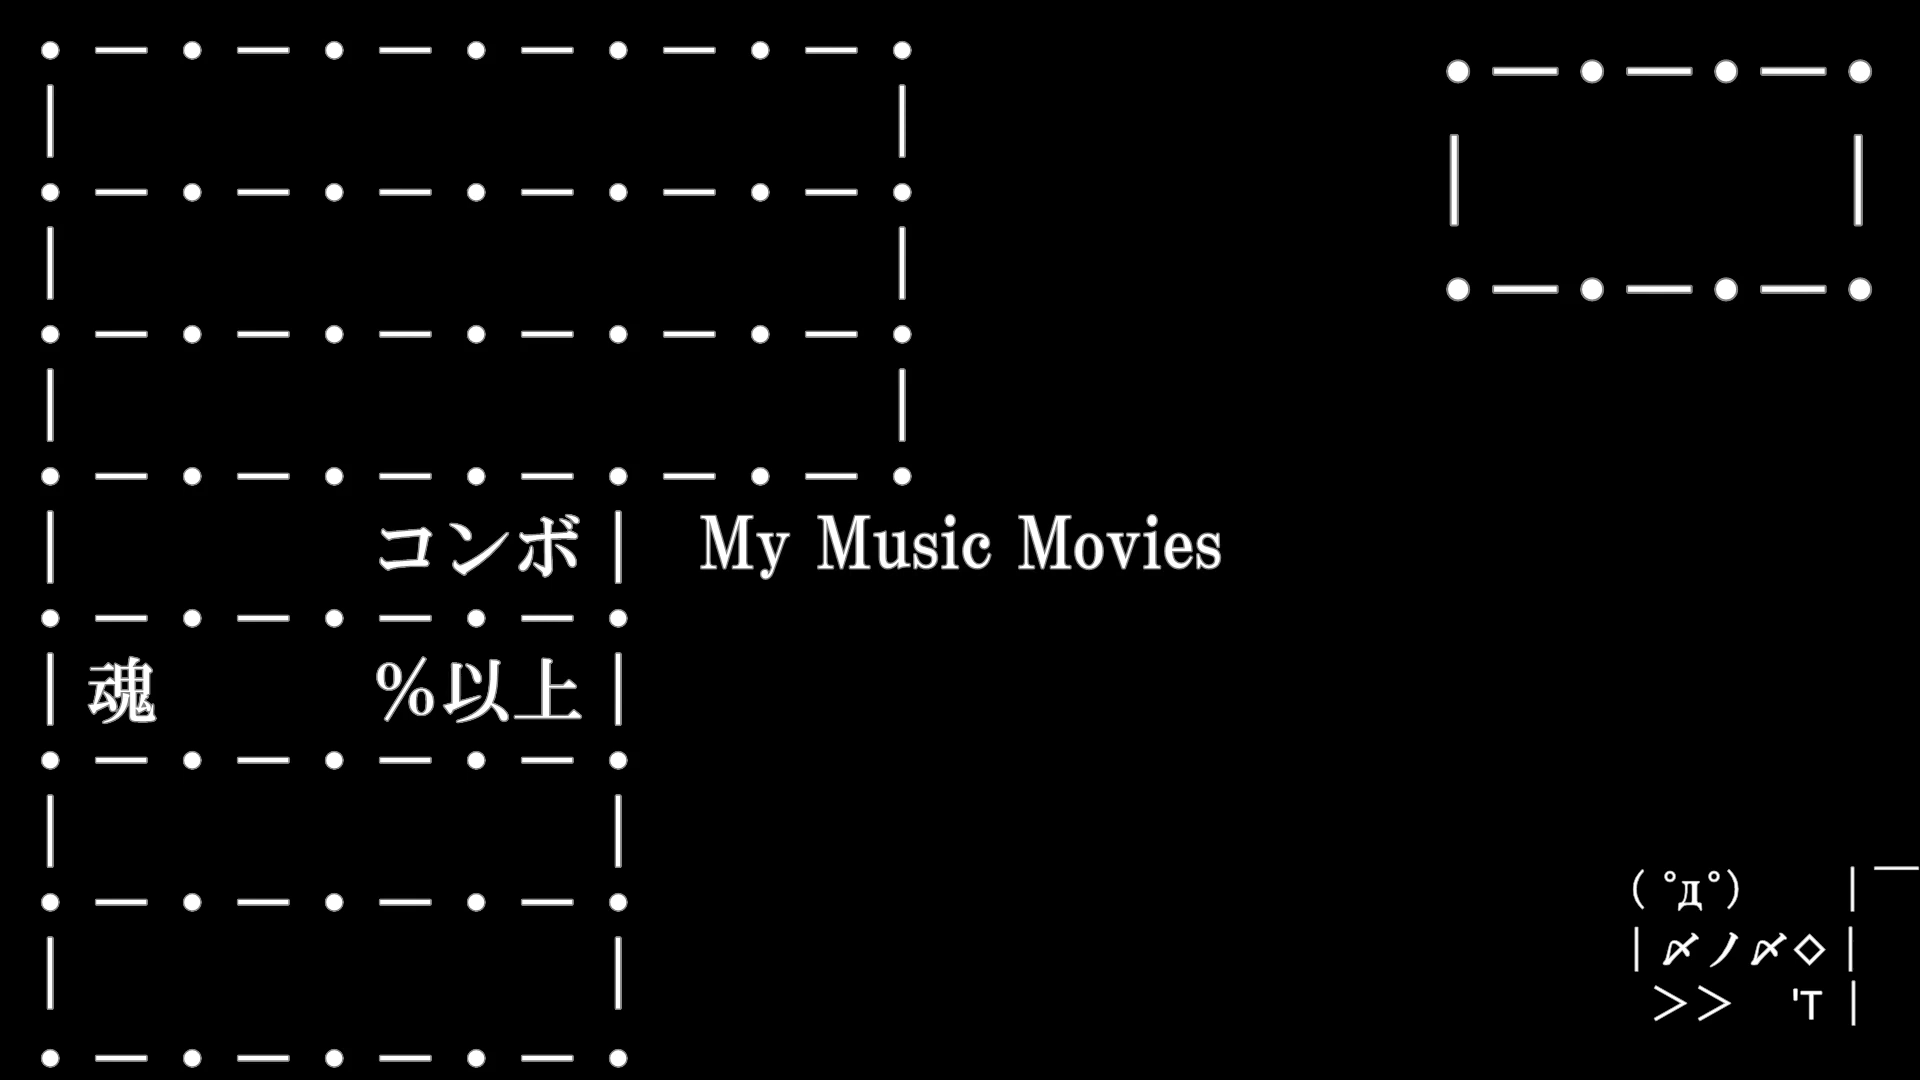 コンボ
My Music Movies
魂 %以上
( ﾟдﾟ) |￣
|〆ノ〆◇|
>> 'T |